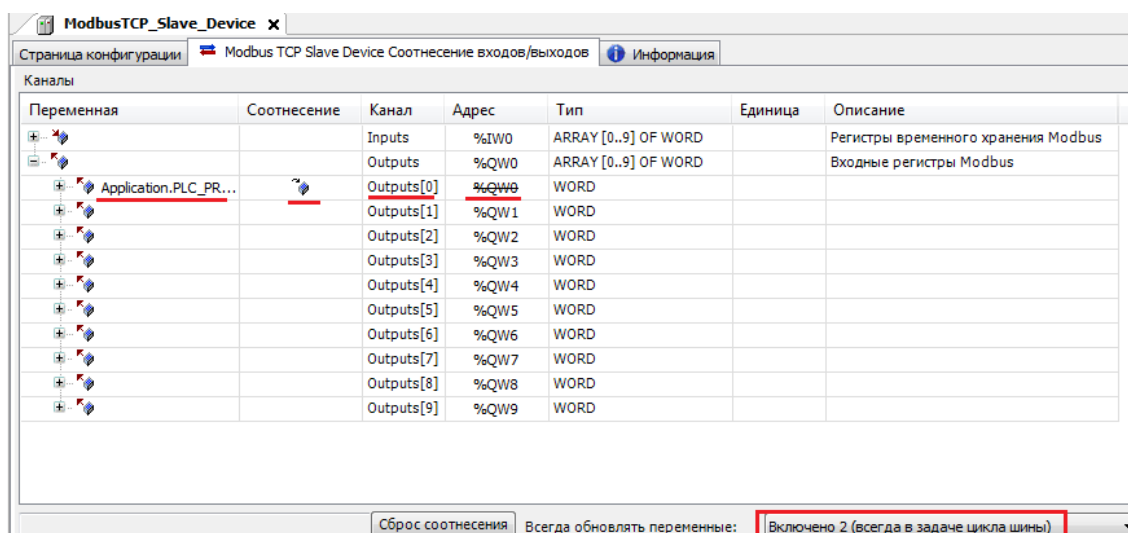 ModbusTCP_Slave_Device x
Страница конфигурации Modbus TCP Slave Device Соотнесение входов/выходов Информация
Каналы
Переменная Соотнесение Канал Адрес Тип Единица Описание
Inputs %IW0 ARRAY [0..9] OF WORD Регистры временного хранения Modbus
Outputs %QW0 ARRAY [0..9] OF WORD Входные регистры Modbus
Application.PLC_PR... Outputs[0] %QW0 WORD
Outputs[1] %QW1 WORD
Outputs[2] %QW2 WORD
Outputs[3] %QW3 WORD
Outputs[4] %QW4 WORD
Outputs[5] %QW5 WORD
Outputs[6] %QW6 WORD
Outputs[7] %QW7 WORD
Outputs[8] %QW8 WORD
Outputs[9] %QW9 WORD
Сброс соотнесения Всегда обновлять переменные: Включено 2 (всегда в задаче цикла шины)